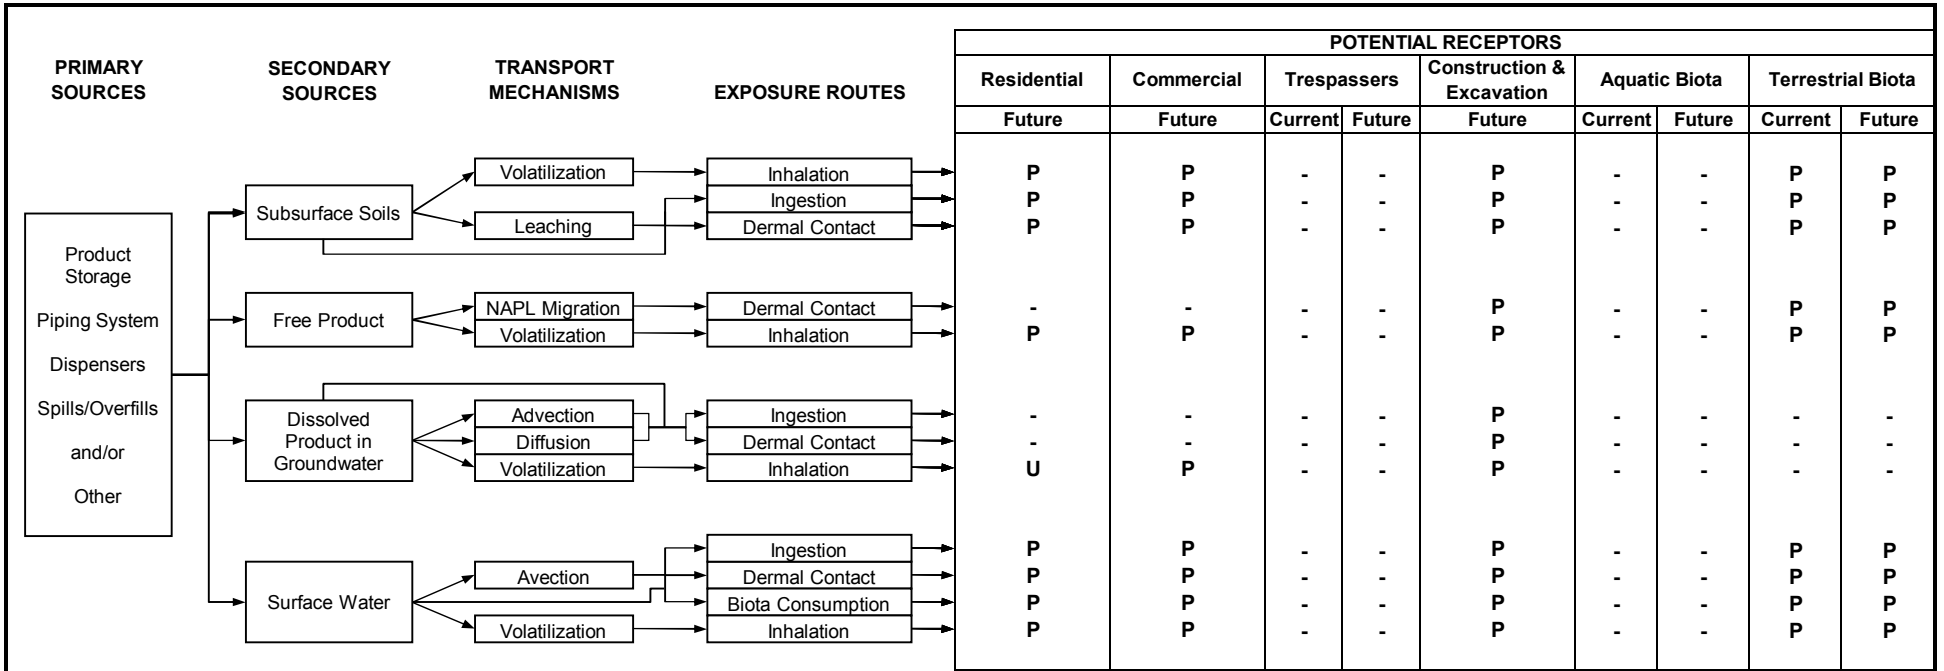 POTENTIAL RECEPTORS
PRIMARY SOURCES
SECONDARY SOURCES
TRANSPORT MECHANISMS
EXPOSURE ROUTES
Residential Commercial Trespassers Construction & Excavation Aquatic Biota Terrestrial Biota
Future Future Current Future Future Current Future Current Future
Product
Storage
Piping System
Dispensers
Spills/Overfills
and/or
Other
Subsurface Soils
Volatilization
Leaching
Inhalation P P - - P - - P P
Ingestion P P - - P - - P P
Dermal Contact P P - - P - - P P
Free Product
NAPL Migration
Volatilization
Dermal Contact - - - - P - - P P
Inhalation P P - - P - - P P
Dissolved
Product in
Groundwater
Advection
Diffusion
Volatilization
Ingestion - - - - P - - - -
Dermal Contact - - - - P - - - -
Inhalation U P - - P - - - -
Surface Water
Avection
Volatilization
Ingestion P P - - P - - P P
Dermal Contact P P - - P - - P P
Biota Consumption P P - - P - - P P
Inhalation P P - - P - - P P